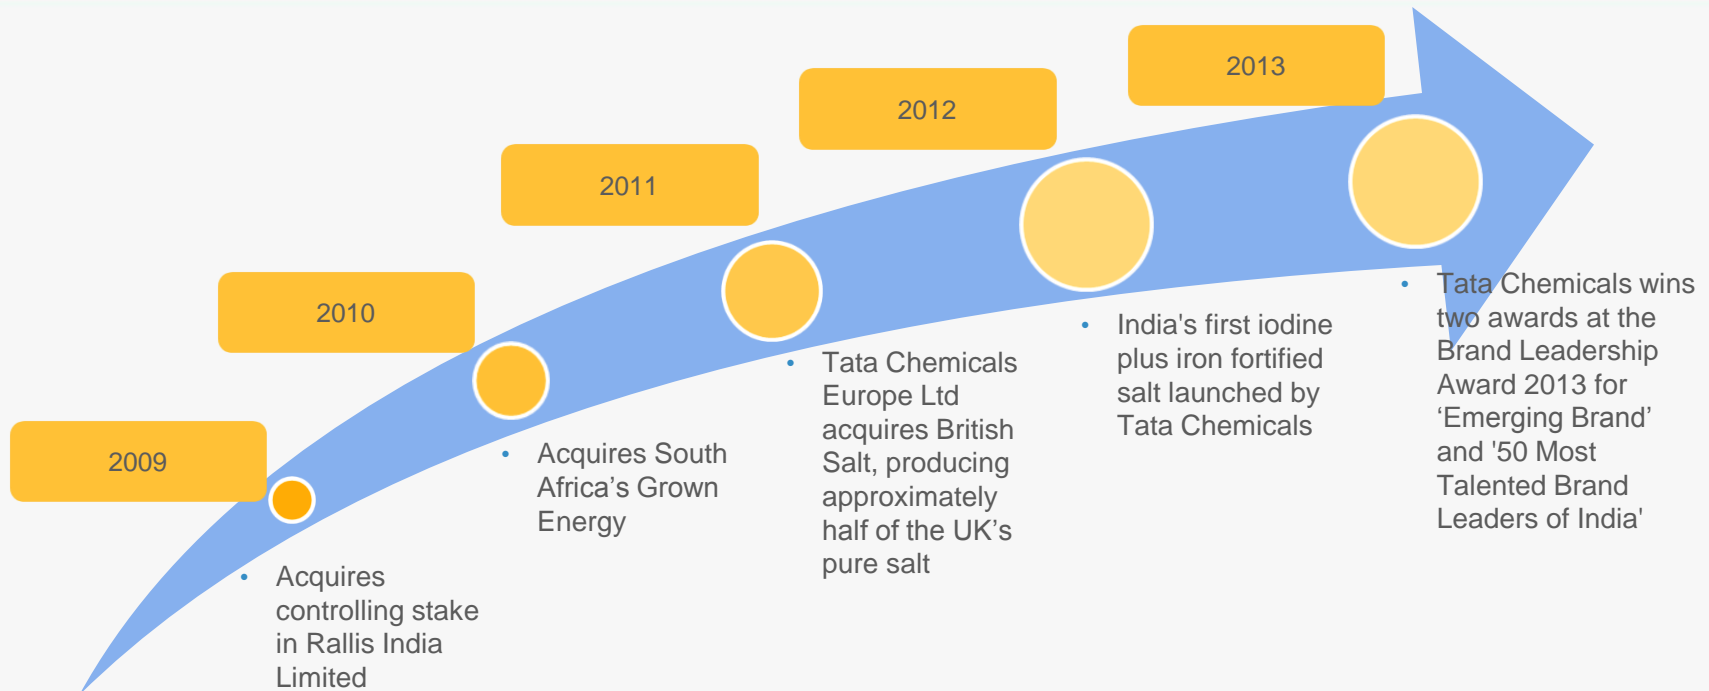 2009
• Acquires
controlling stake
in Rallis India
Limited
2010
• Acquires South
Africa’s Grown
Energy
2011
• Tata Chemicals
Europe Ltd
acquires British
Salt, producing
approximately
half of the UK’s
pure salt
2012
• India's first iodine
plus iron fortified
salt launched by
Tata Chemicals
2013
• Tata Chemicals wins
two awards at the
Brand Leadership
Award 2013 for
‘Emerging Brand’
and '50 Most
Talented Brand
Leaders of India'